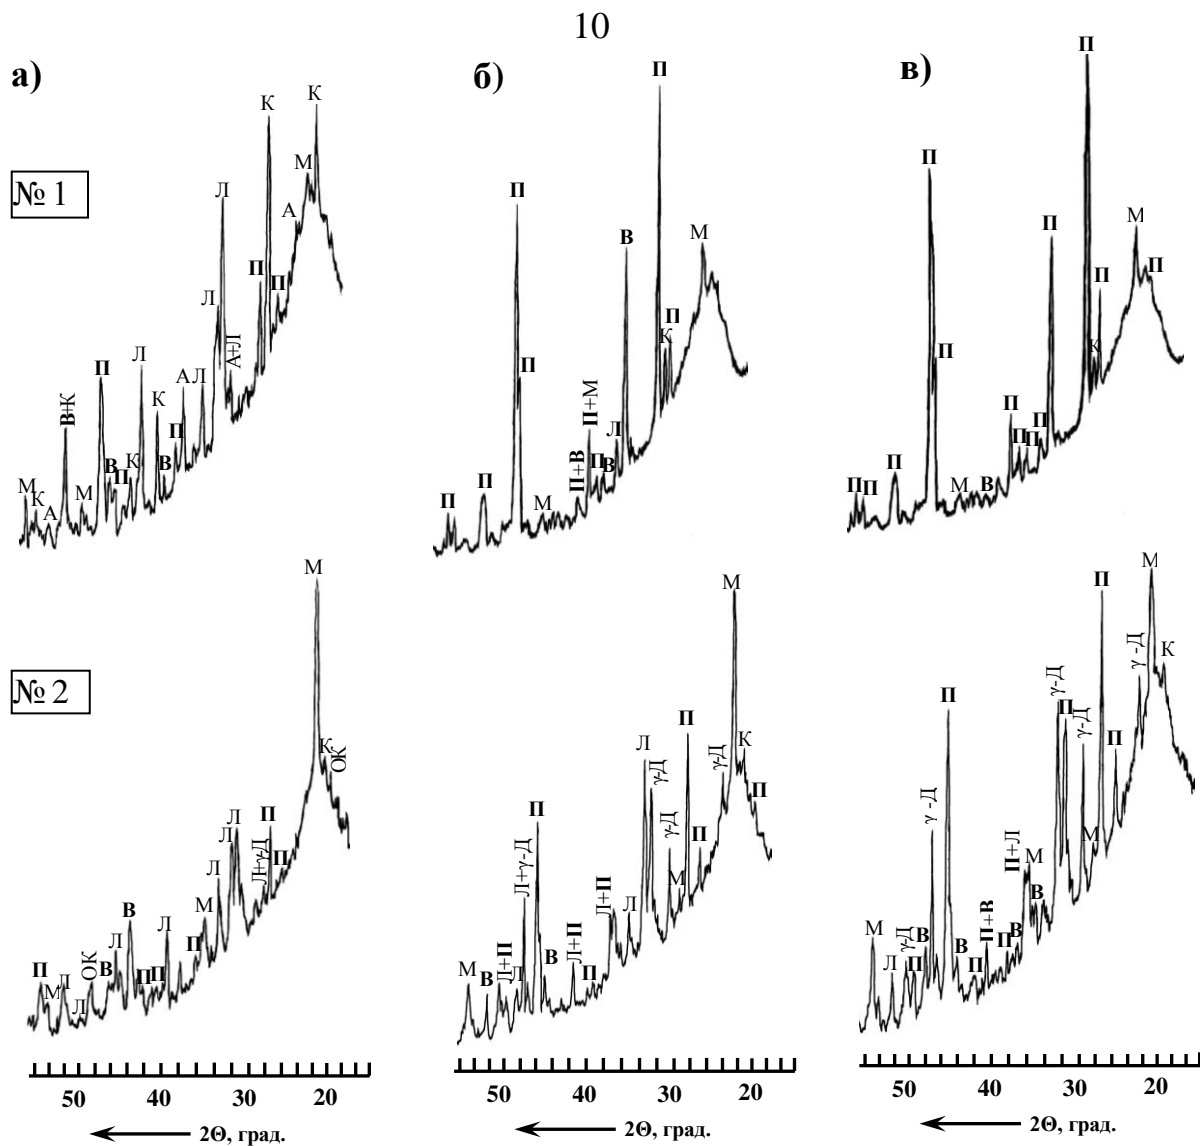 10
а)
б)
в)
№ 1
М
К
А
В+К
М
П
В
П
К
Л
К
В
П
А
Л
Л
Л
А+Л
П
К
П
А
М
К
П
П
П
М
П+В
П+М
П
В
Л
В
П
К
П
М
П
П
П
П
П
М
В
П
П
П
П
П
П
К
П
М
П
№ 2
П
М
Л
Л
ОК
В
Л
В
П
П
Л
П
М
Л
Л
Л
Л+γД
П
П
М
К
ОК
М
В
Л+П
Л
Л+γ-Д
П
В
Л+П
П
Л+П
Л
Л
γ-Д
γ-Д
М
П
П
γ-Д
М
К
П
М
Л
γ-Д
П
В
γ -Д
П
В
П
П+В
П
В
П+Л
М
В
γ-Д
П
γ-Д
М
П
П
γ -Д
М
К
50 40 30 20
50 40 30 20
50 40 30 20
2Θ, град.
2Θ, град.
2Θ, град.